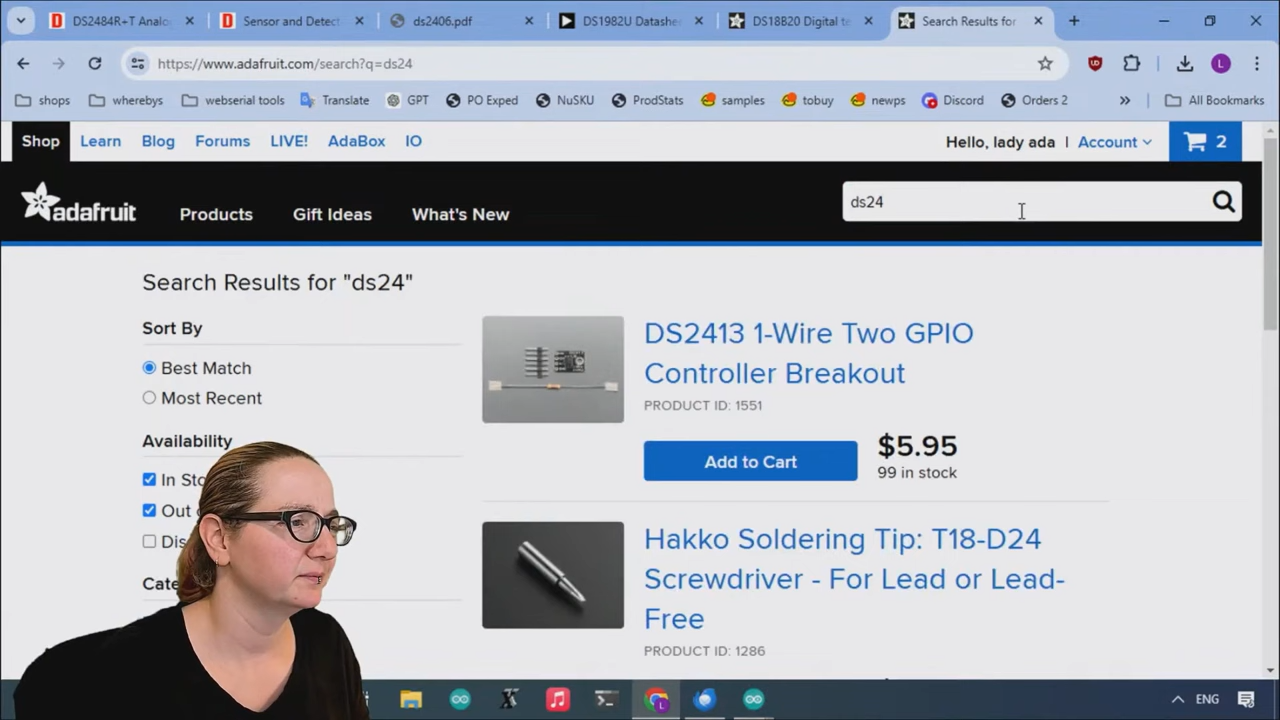 DS2484R+T Analog
Sensor and Detect
ds2406.pdf
DS1982U Datashe
DS18B20 Digital te
Search Results for
https://www.adafruit.com/search?q=ds24
L
shops
whereby s
webserial tools
Translate
GPT
PO Exped
NuSKU
ProdStats
samples
tobuy
newps
Discord
Orders 2
»
All Bookmarks
Shop
Learn
Blog
Forums
LIVE!
AdaBox
IO
Hello, lady ada | Account
2
adafruit
Products
Gift Ideas
What's New
ds24
Search Results for "ds24"
Sort By
Best Match
Most Recent
Availability
In Sto
Out
Dis
Cate
DS2413 1-Wire Two GPIO
Controller Breakout
PRODUCT ID: 1551
Add to Cart
$5.95
99 in stock
Hakko Soldering Tip: T18-D24
Screwdriver - For Lead or Lead-
Free
PRODUCT ID: 1286
ENG